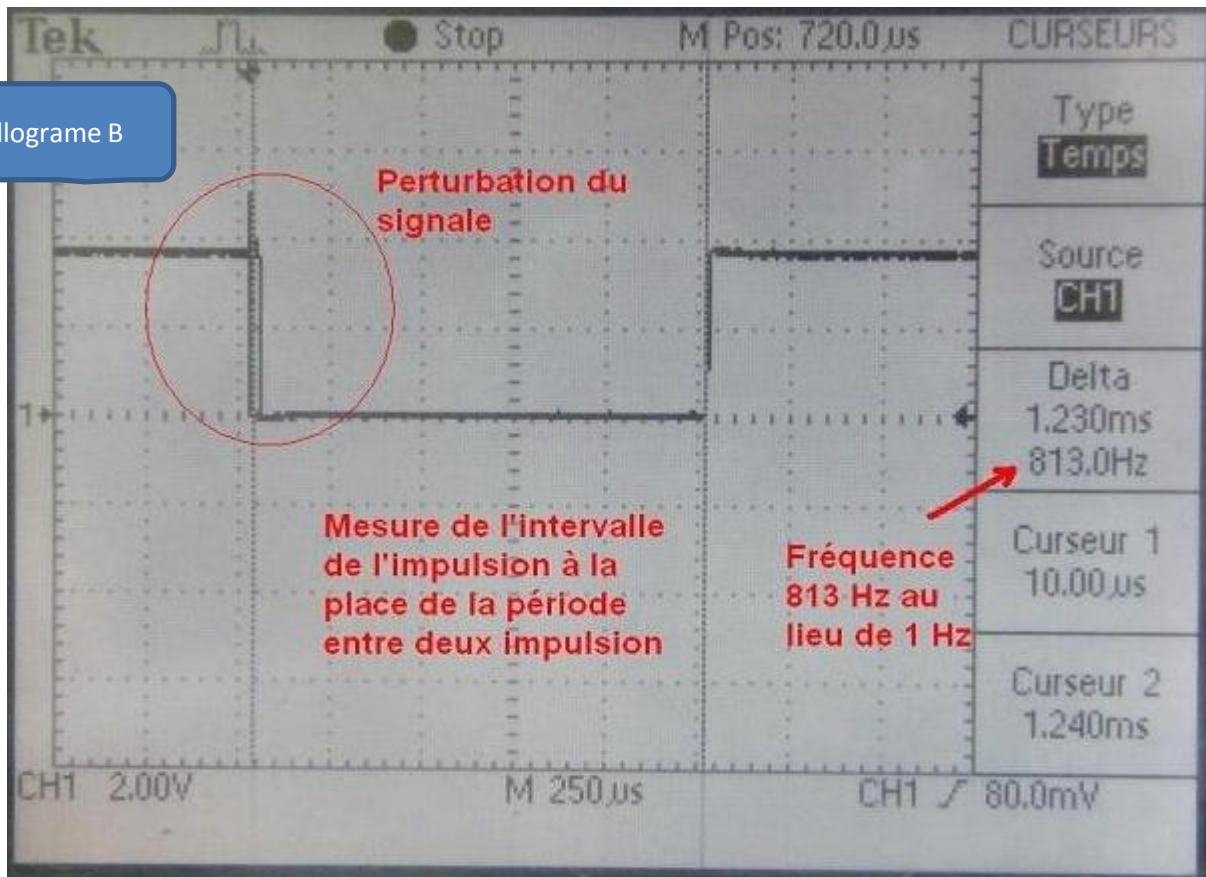 Tek Stop M Pos: 720.0µs CURSEURS
llograme B
Type
Temps
Perturbation du
signale
Source
CH1
Delta
1.230ms
813.0Hz
1
Mesure de l'intervalle
de l'impulsion à la
place de la période
entre deux impulsion
Fréquence
813 Hz au
lieu de 1 Hz
Curseur 1
10.00µs
Curseur 2
1.240ms
CH1 2.00V M 250µs CH1 80.0mV